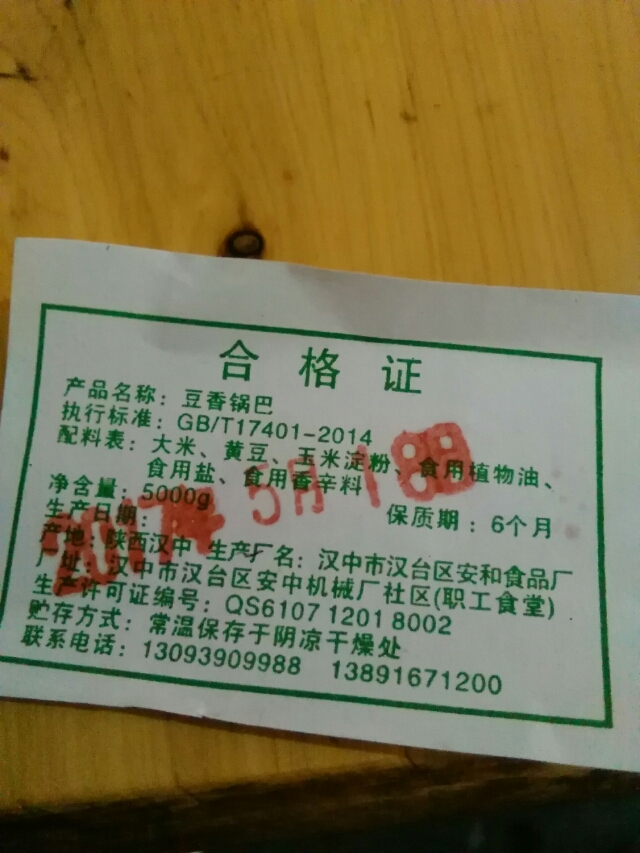 合格证
产品名称：豆香锅巴
执行标准：GB/T17401-2014
配料表：大米、黄豆、玉米淀粉、食用植物油、
食用盐、食用香辛料
净含量：5000g
保质期：6个月
生产日期：
2017年5月18日
产地：陕西汉中 生产厂名：汉中市汉台区安和食品厂
厂址：汉中市汉台区安中机械厂社区(职工食堂)
生产许可证编号：QS6107 1201 8002
贮存方式：常温保存于阴凉干燥处
联系电话：13093909988 13891671200